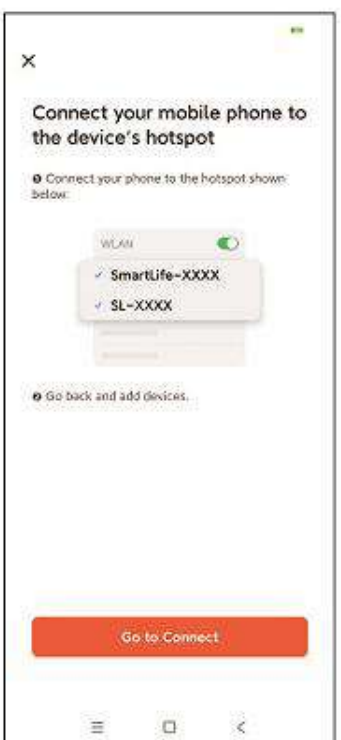 Connect your mobile phone to
the device's hotspot
❶ Connect your phone to the hotspot shown
below:
WLAN
SmartLife-XXXX
SL-XXXX
❷ Go back and add devices.
Go to Connect